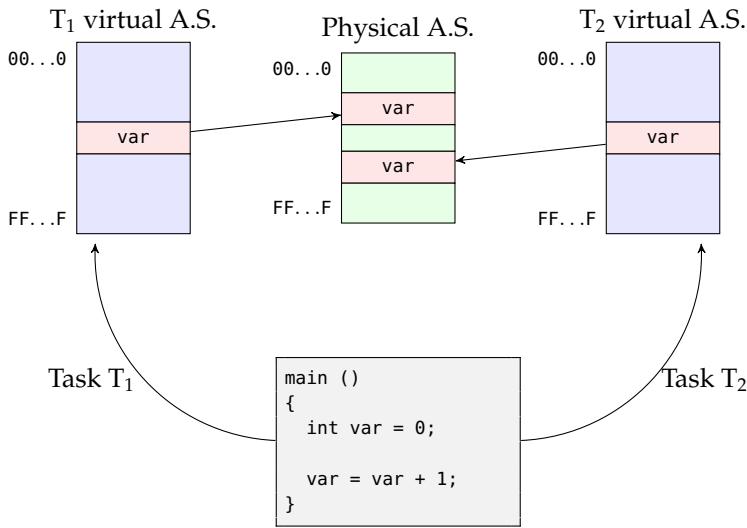 T₁ virtual A.S.
Physical A.S.
T₂ virtual A.S.
00...0
00...0
00...0
var
var
var
var
FF...F
FF...F
FF...F
Task T₁
Task T₂
main ()
{
int var = 0;
var = var + 1;
}